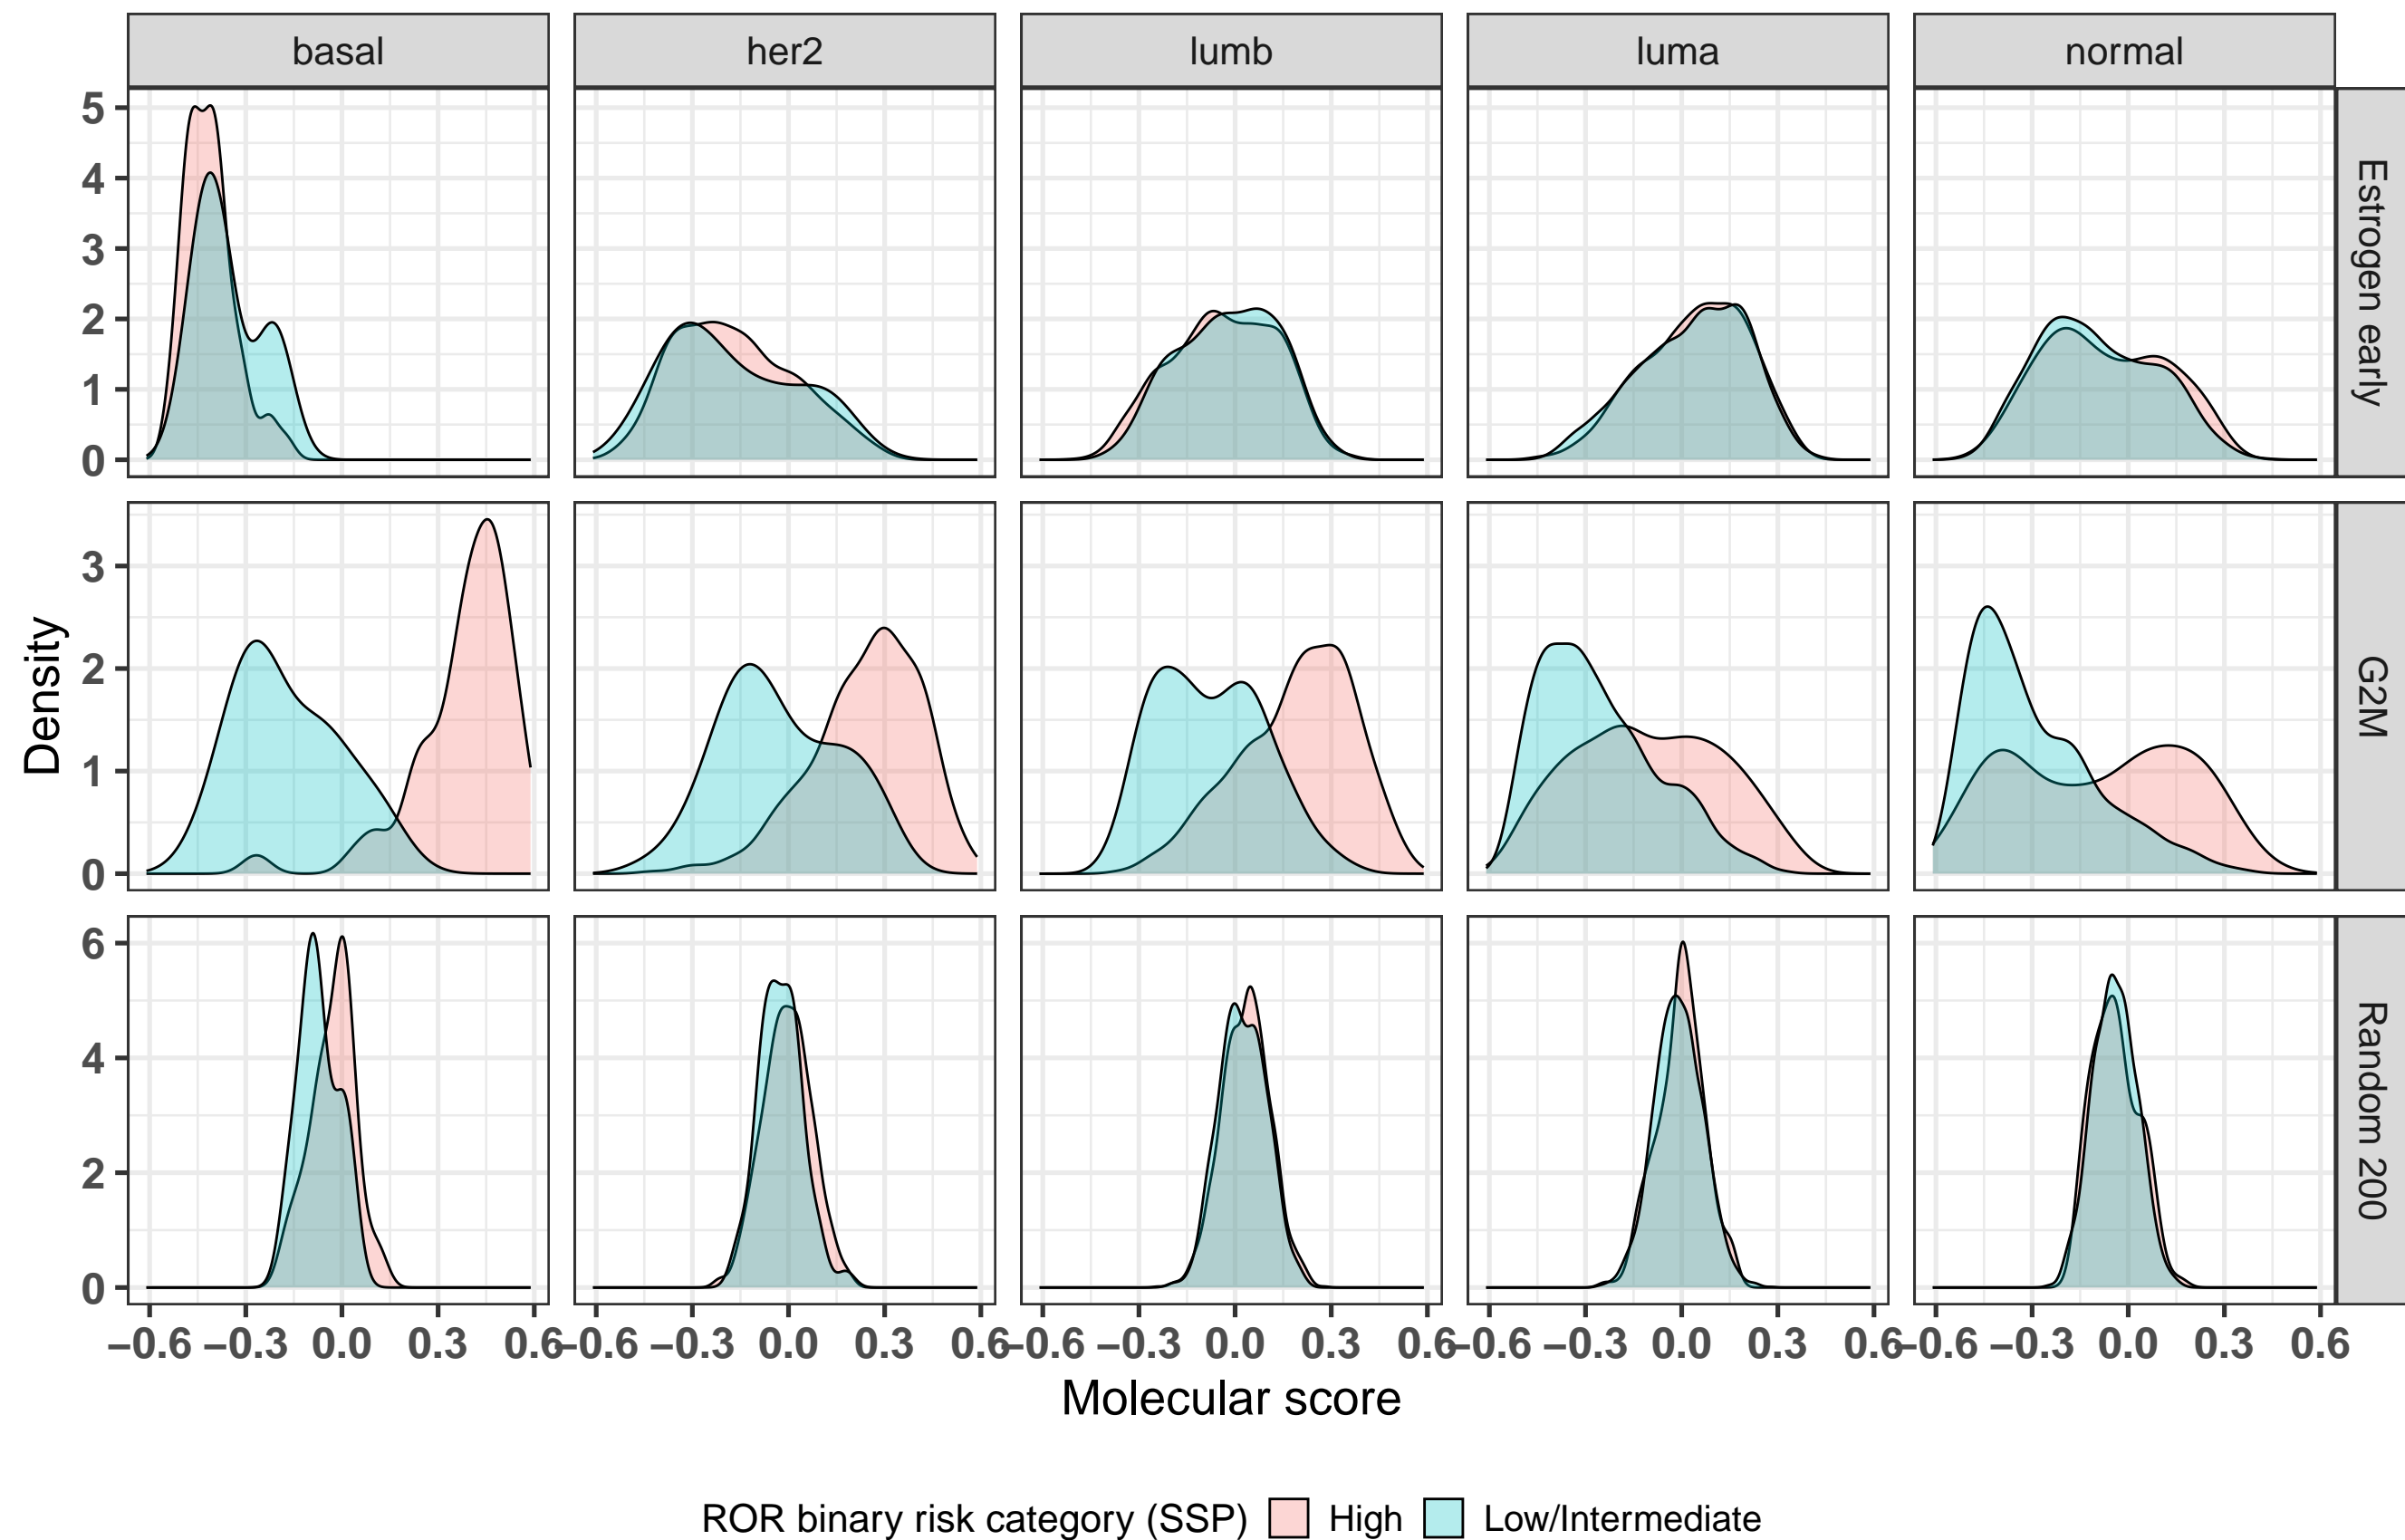 basal her2 lumb luma normal
5
4
3
2
1
0
Estrogen early
3
2
1
0
G2M
Density
6
4
2
0
Random 200
−0.6 −0.3 0.0 0.3 0.6 −0.6 −0.3 0.0 0.3 0.6 −0.6 −0.3 0.0 0.3 0.6 −0.6 −0.3 0.0 0.3 0.6 −0.6 −0.3 0.0 0.3 0.6
Molecular score
ROR binary risk category (SSP) High Low/Intermediate